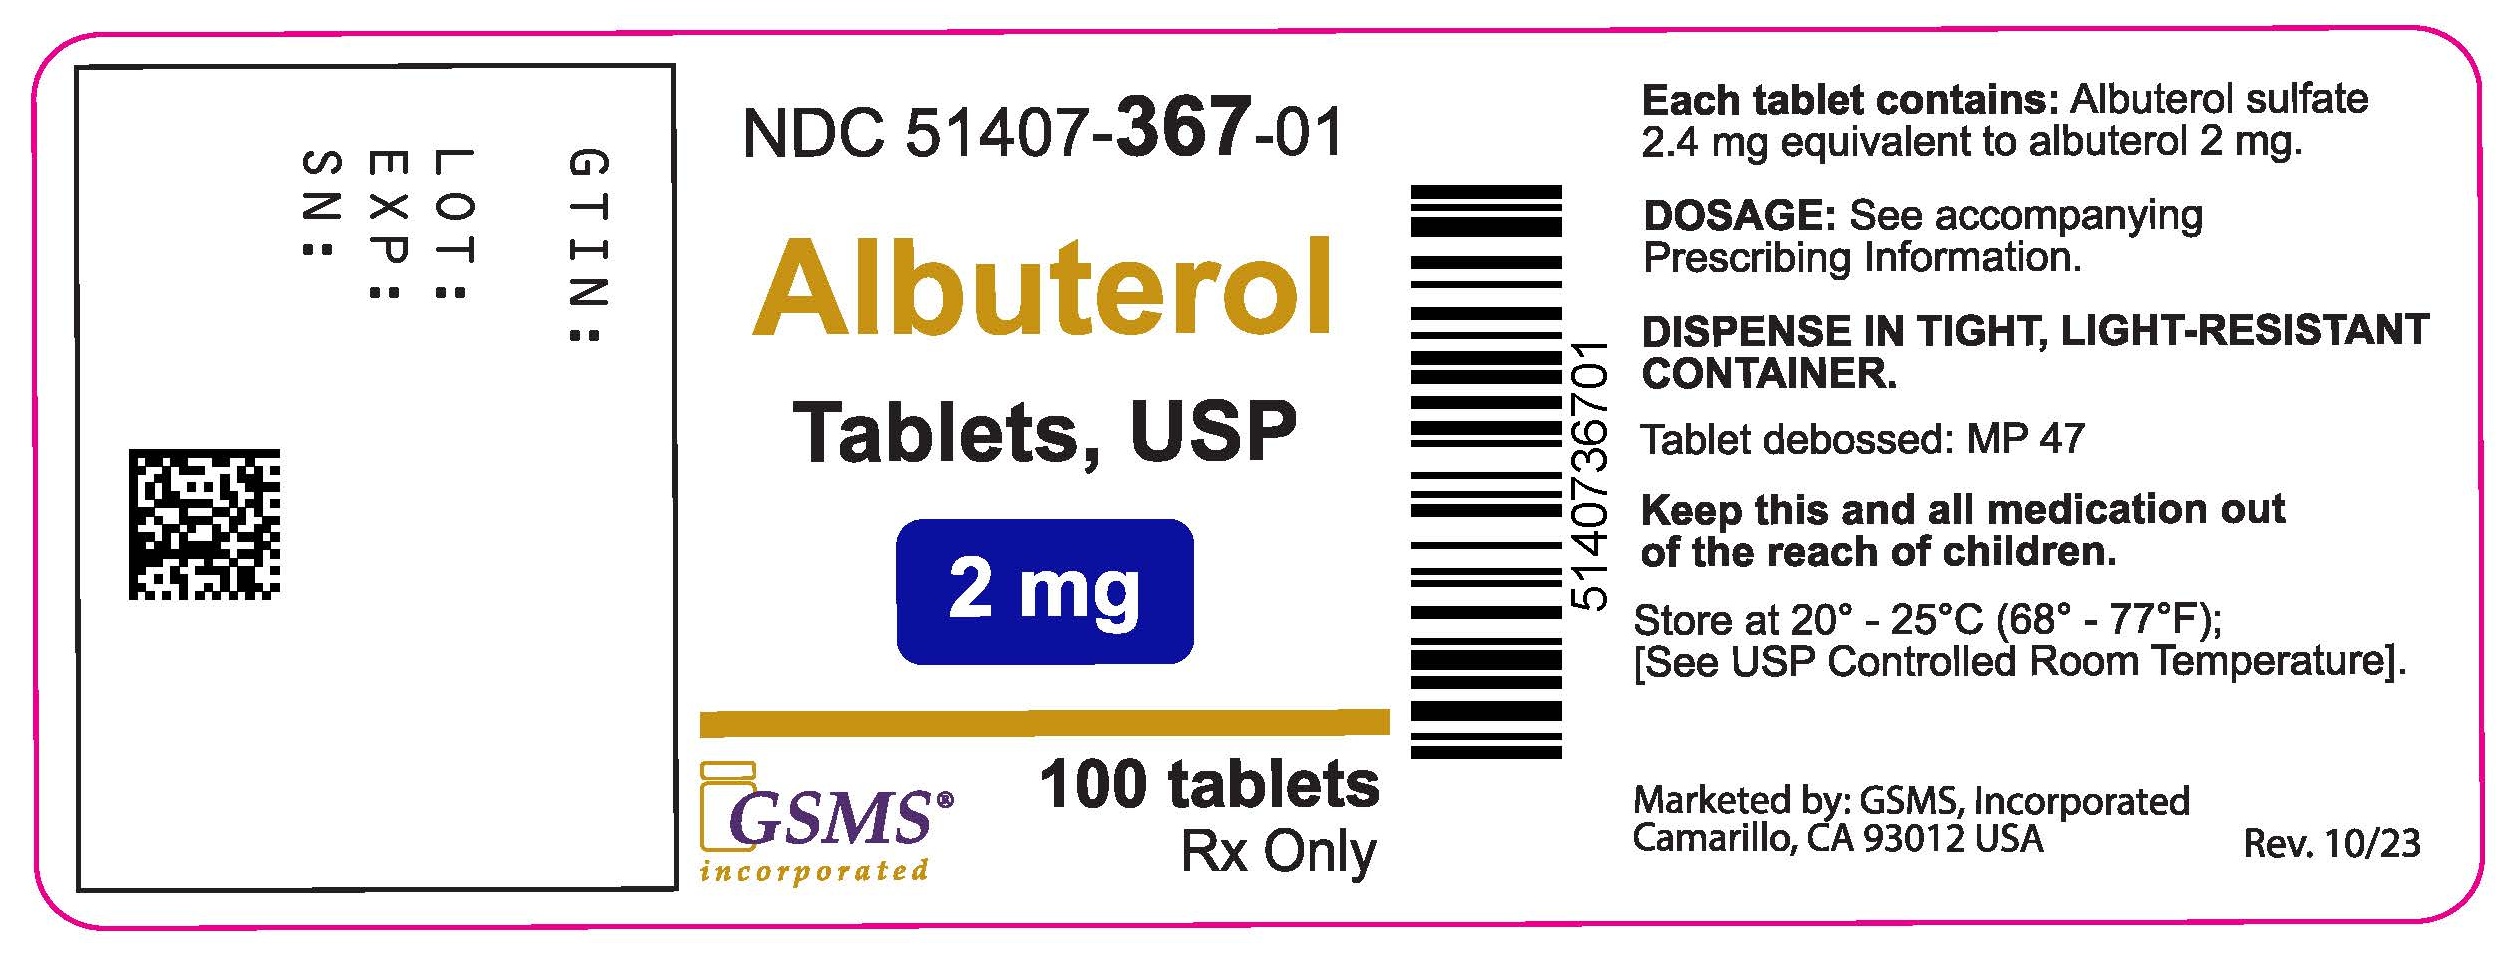 GTIN:
LOT:
EXP:
SN:
NDC 51407-367-01
Albuterol
Tablets, USP
2 mg
GSMS®
incorporated
100 tablets
Rx Only
5140736701
Each tablet contains: Albuterol sulfate
2.4 mg equivalent to albuterol 2 mg.
DOSAGE: See accompanying
Prescribing Information.
DISPENSE IN TIGHT, LIGHT-RESISTANT
CONTAINER.
Tablet debossed: MP 47
Keep this and all medication out
of the reach of children.
Store at 20° - 25°C (68° - 77°F);
[See USP Controlled Room Temperature].
Marketed by: GSMS, Incorporated
Camarillo, CA 93012 USA
Rev. 10/23